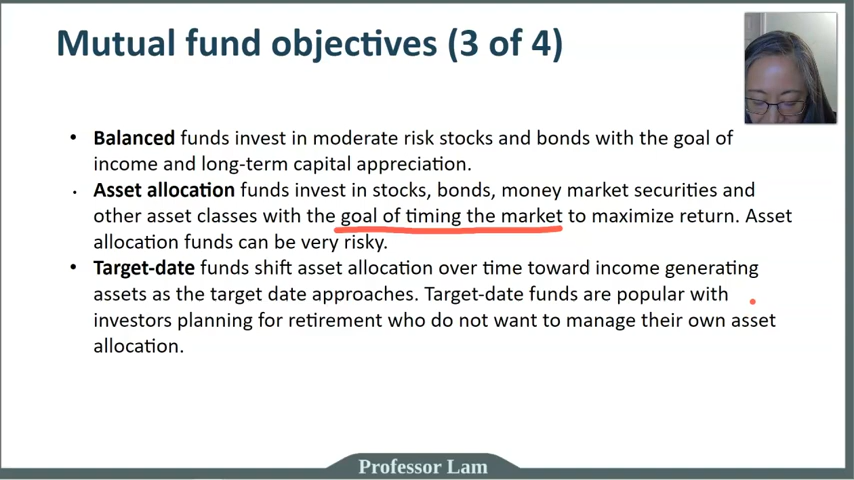 Mutual fund objectives (3 of 4)
• Balanced funds invest in moderate risk stocks and bonds with the goal of
income and long-term capital appreciation.
• Asset allocation funds invest in stocks, bonds, money market securities and
other asset classes with the goal of timing the market to maximize return. Asset
allocation funds can be very risky.
• Target-date funds shift asset allocation over time toward income generating
assets as the target date approaches. Target-date funds are popular with
investors planning for retirement who do not want to manage their own asset
allocation.
Professor Lam